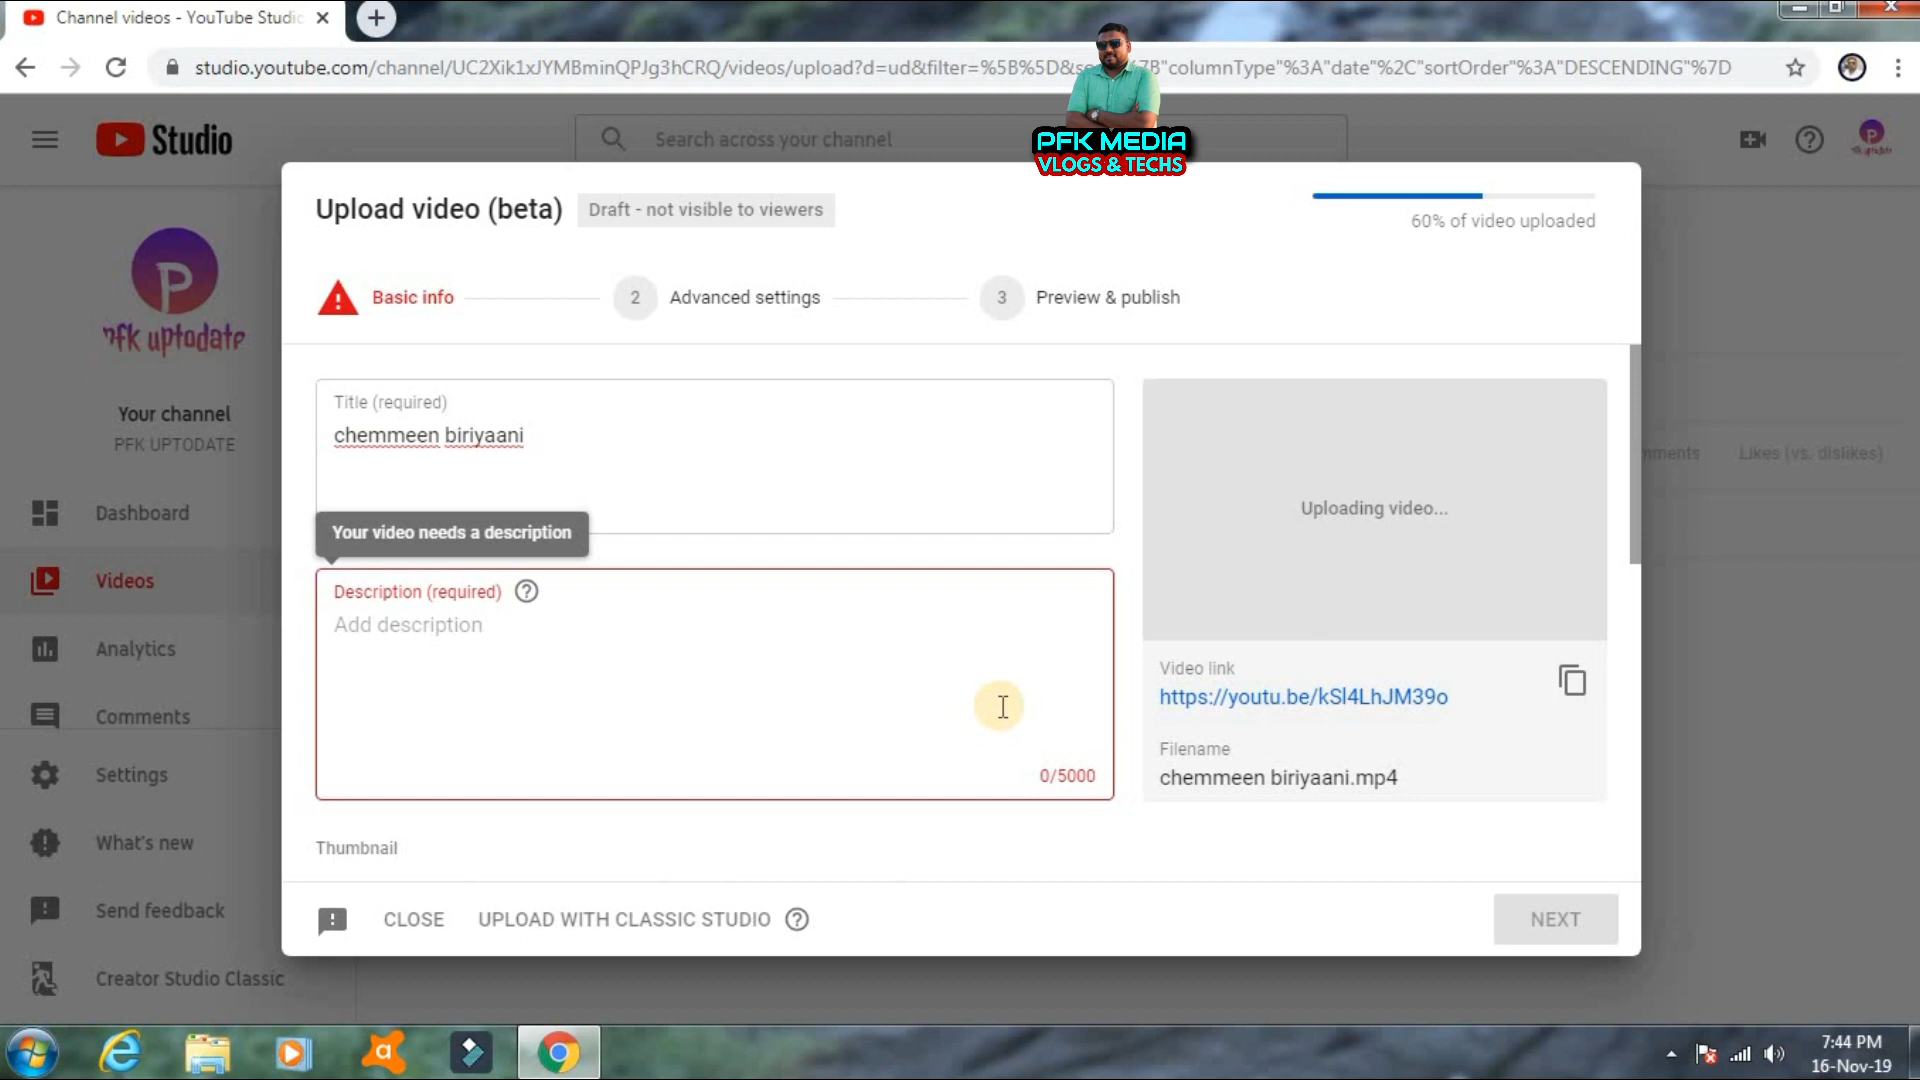 Channel videos - YouTube Studio
studio.youtube.com/channel/UC2Xik1xJYMBminQPJg3hCRQ/videos/upload?d=ud&filter=%5B%5D&so
7B"columnType"%3A"date"%2C"sortOrder"%3A"DESCENDING"%7D
Studio
Search across your channel
PFK MEDIA
VLOGS & TECHS
Upload video (beta)
Draft - not visible to viewers
60% of video uploaded
Basic info
2
Advanced settings
3
Preview & publish
P
pfk uptodate
Your channel
PFK UPTODATE
Dashboard
Videos
Analytics
Comments
Settings
What's new
Send feedback
Creator Studio Classic
Title (required)
chemmeen biriyaani
Your video needs a description
Description (required)
Add description
0/5000
Thumbnail
Uploading video...
Video link
https://youtu.be/kSl4LhJM39o
Filename
chemmeen biriyaani.mp4
mments
Likes (vs. dislikes)
CLOSE
UPLOAD WITH CLASSIC STUDIO
NEXT
7:44 PM
16-Nov-19